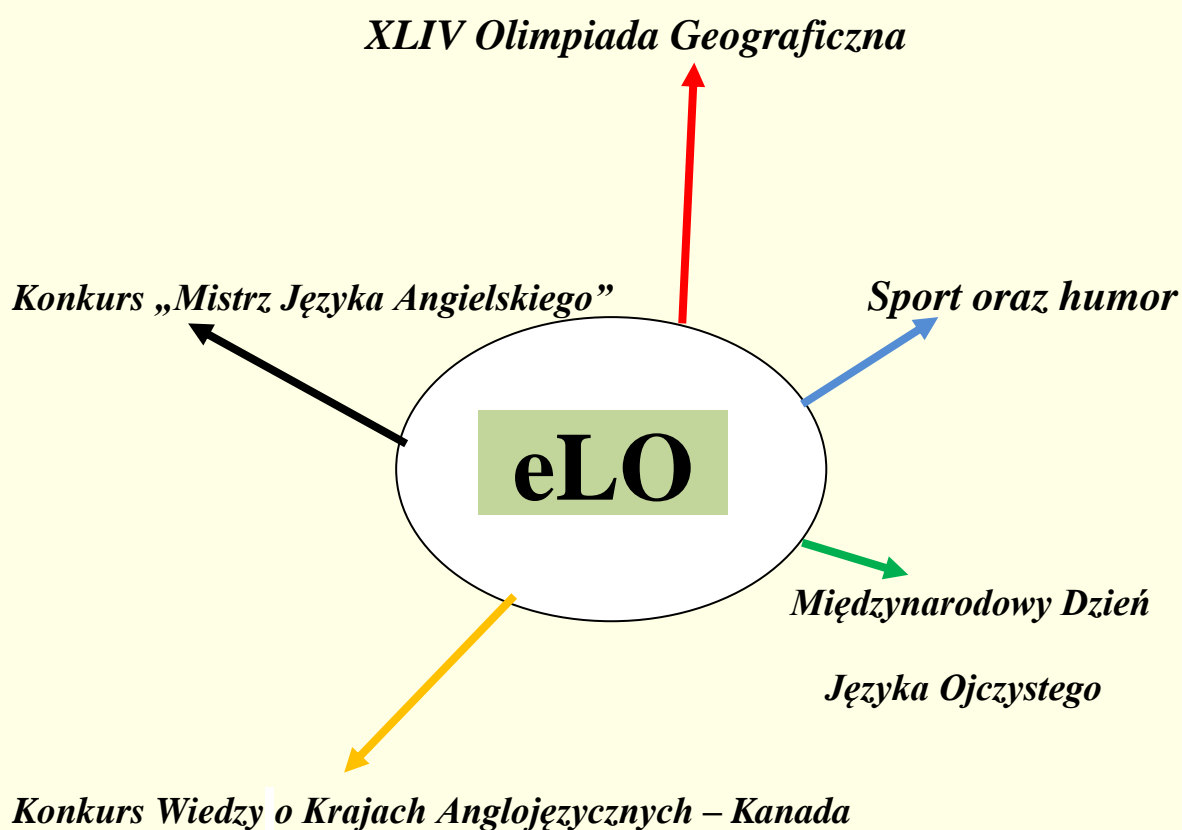 XLIV Olimpiada Geograficzna
Konkurs „Mistrz Języka Angielskiego”
Sport oraz humor
eLO
Międzynarodowy Dzień
Języka Ojczystego
Konkurs Wiedzy o Krajach Anglojęzycznych – Kanada